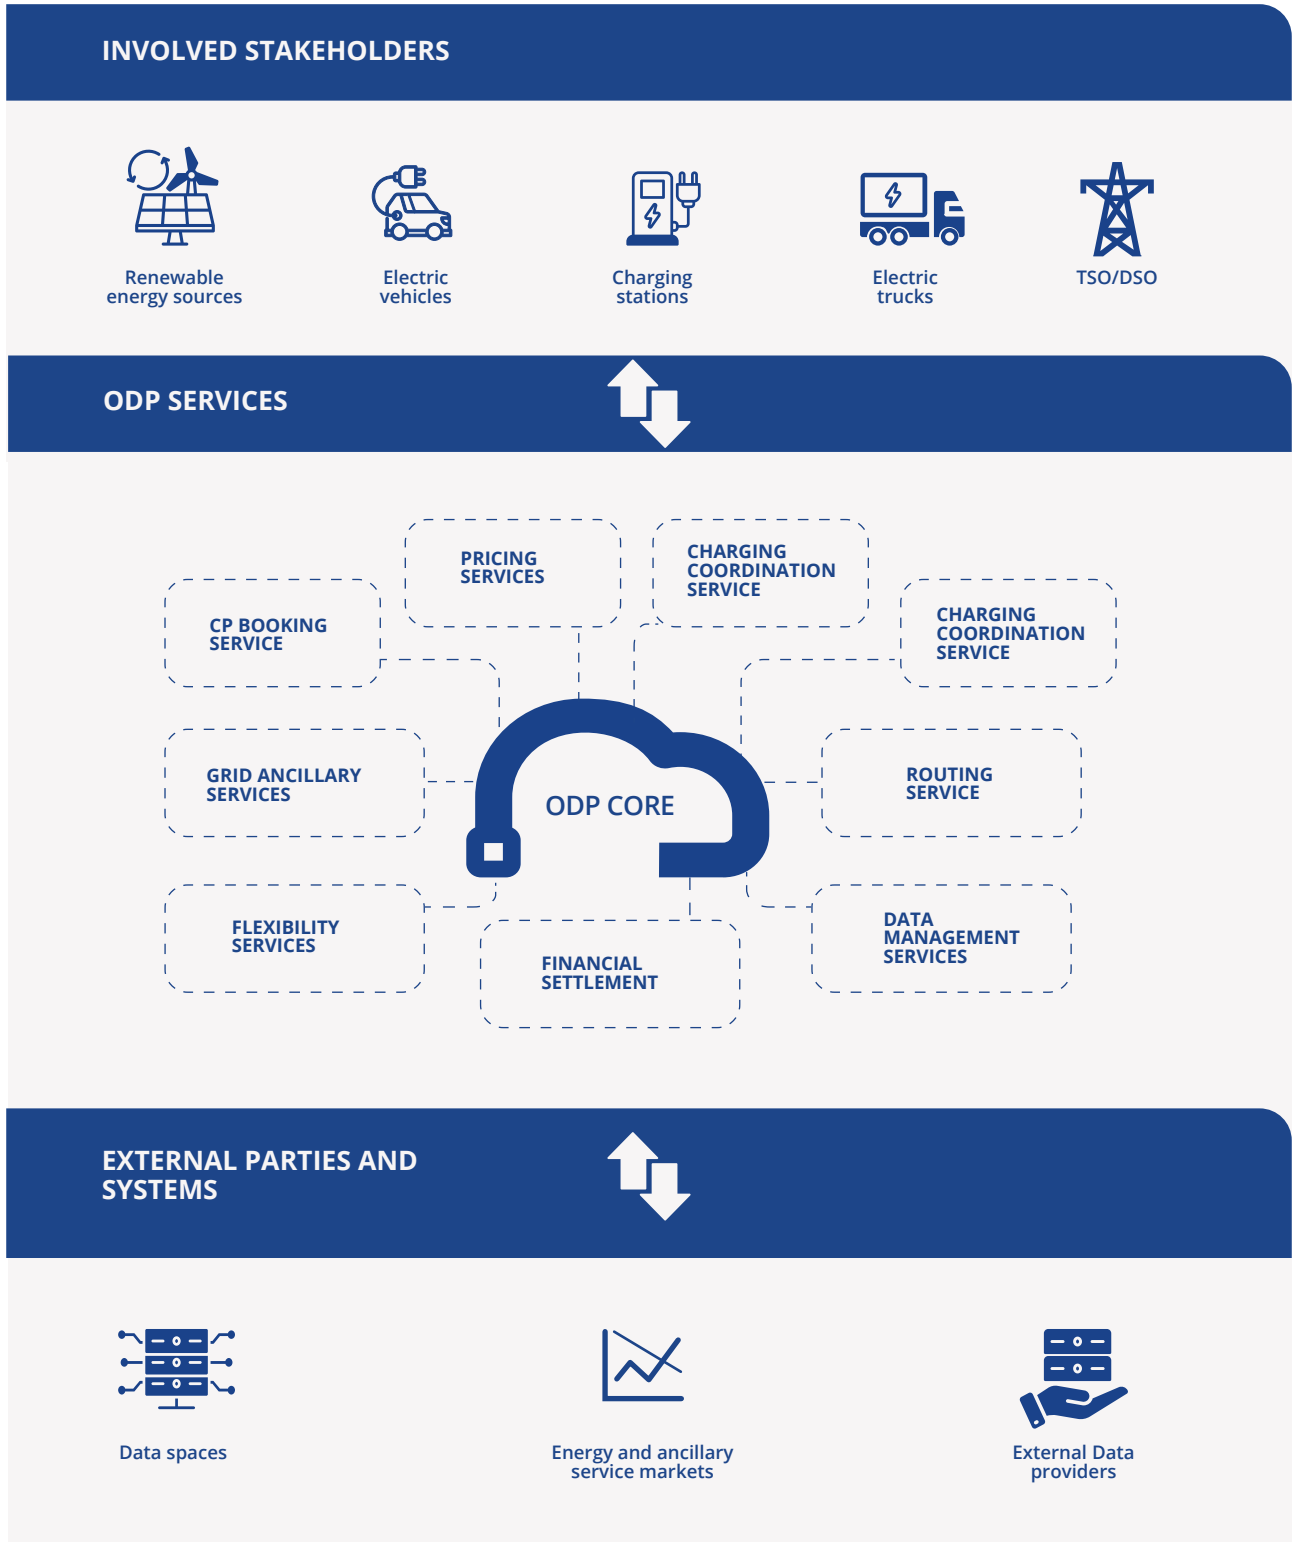 INVOLVED STAKEHOLDERS
Renewable
energy sources
Electric
vehicles
Charging
stations
Electric
trucks
TSO/DSO
ODP SERVICES
PRICING
SERVICES
CHARGING
COORDINATION
SERVICE
CP BOOKING
SERVICE
CHARGING
COORDINATION
SERVICE
GRID ANCILLARY
SERVICES
ODP CORE
ROUTING
SERVICE
FLEXIBILITY
SERVICES
FINANCIAL
SETTLEMENT
DATA
MANAGEMENT
SERVICES
EXTERNAL PARTIES AND
SYSTEMS
Data spaces
Energy and ancillary
service markets
External Data
providers